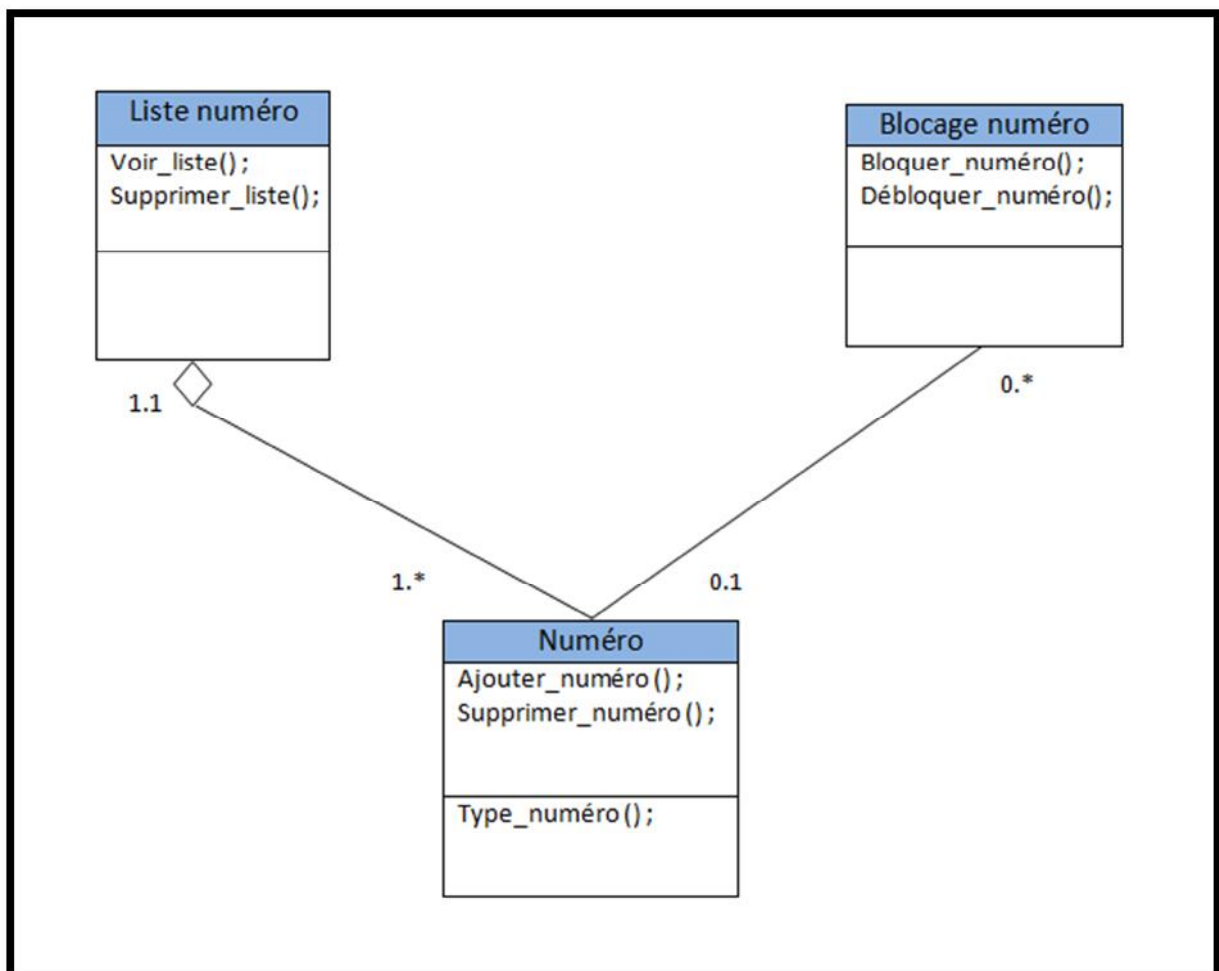 Liste numéro
Voir_liste();
Supprimer_liste();
Blocage numéro
Bloquer_numéro();
Débloquer_numéro();
1.1
0.*
1.*
0.1
Numéro
Ajouter_numéro();
Supprimer_numéro();
Type_numéro();